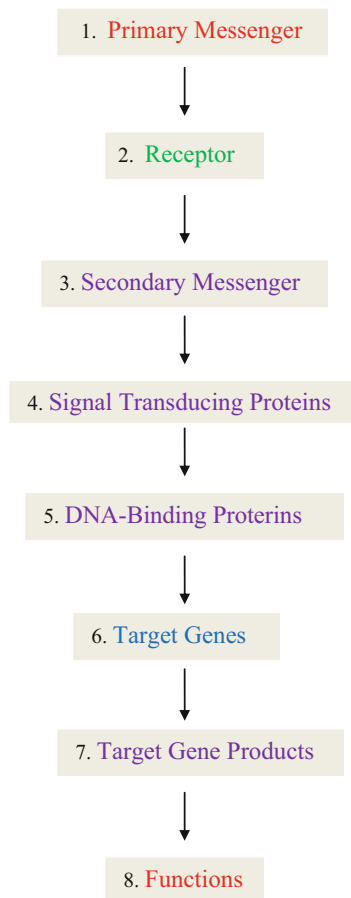 1. Primary Messenger
2. Receptor
3. Secondary Messenger
4. Signal Transducing Proteins
5. DNA-Binding Proterins
6. Target Genes
7. Target Gene Products
8. Functions